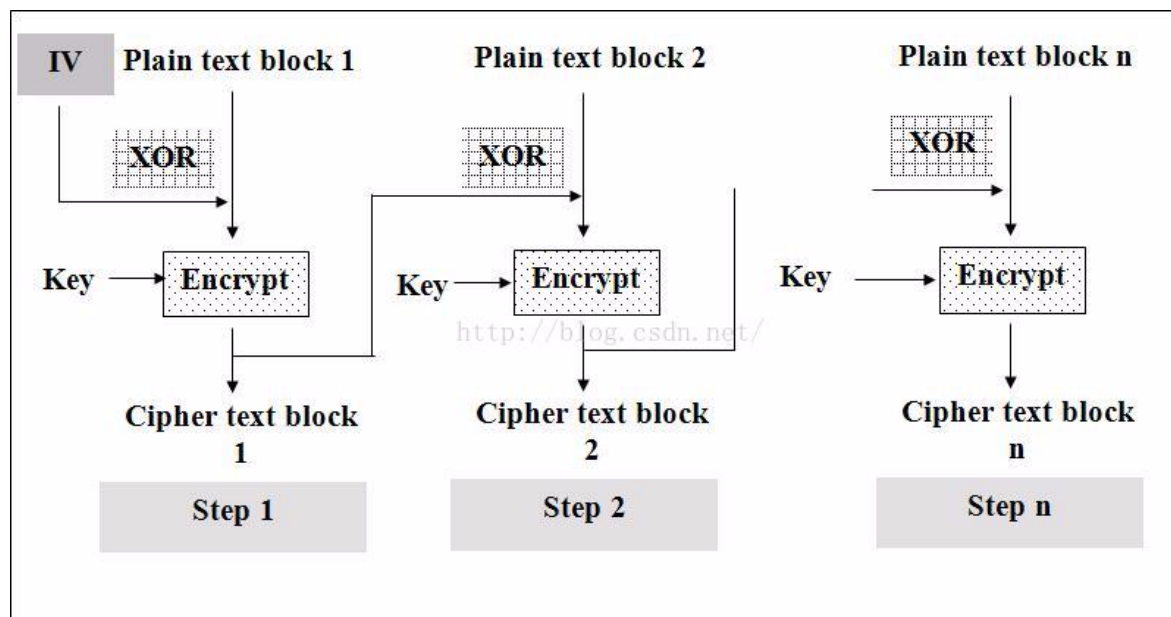 IV
Plain text block 1
Plain text block 2
Plain text block n
XOR
XOR
XOR
Key
Encrypt
Key
Encrypt
Key
Encrypt
http://blog.csdn.net/
Cipher text block
1
Cipher text block
2
Cipher text block
n
Step 1
Step 2
Step n